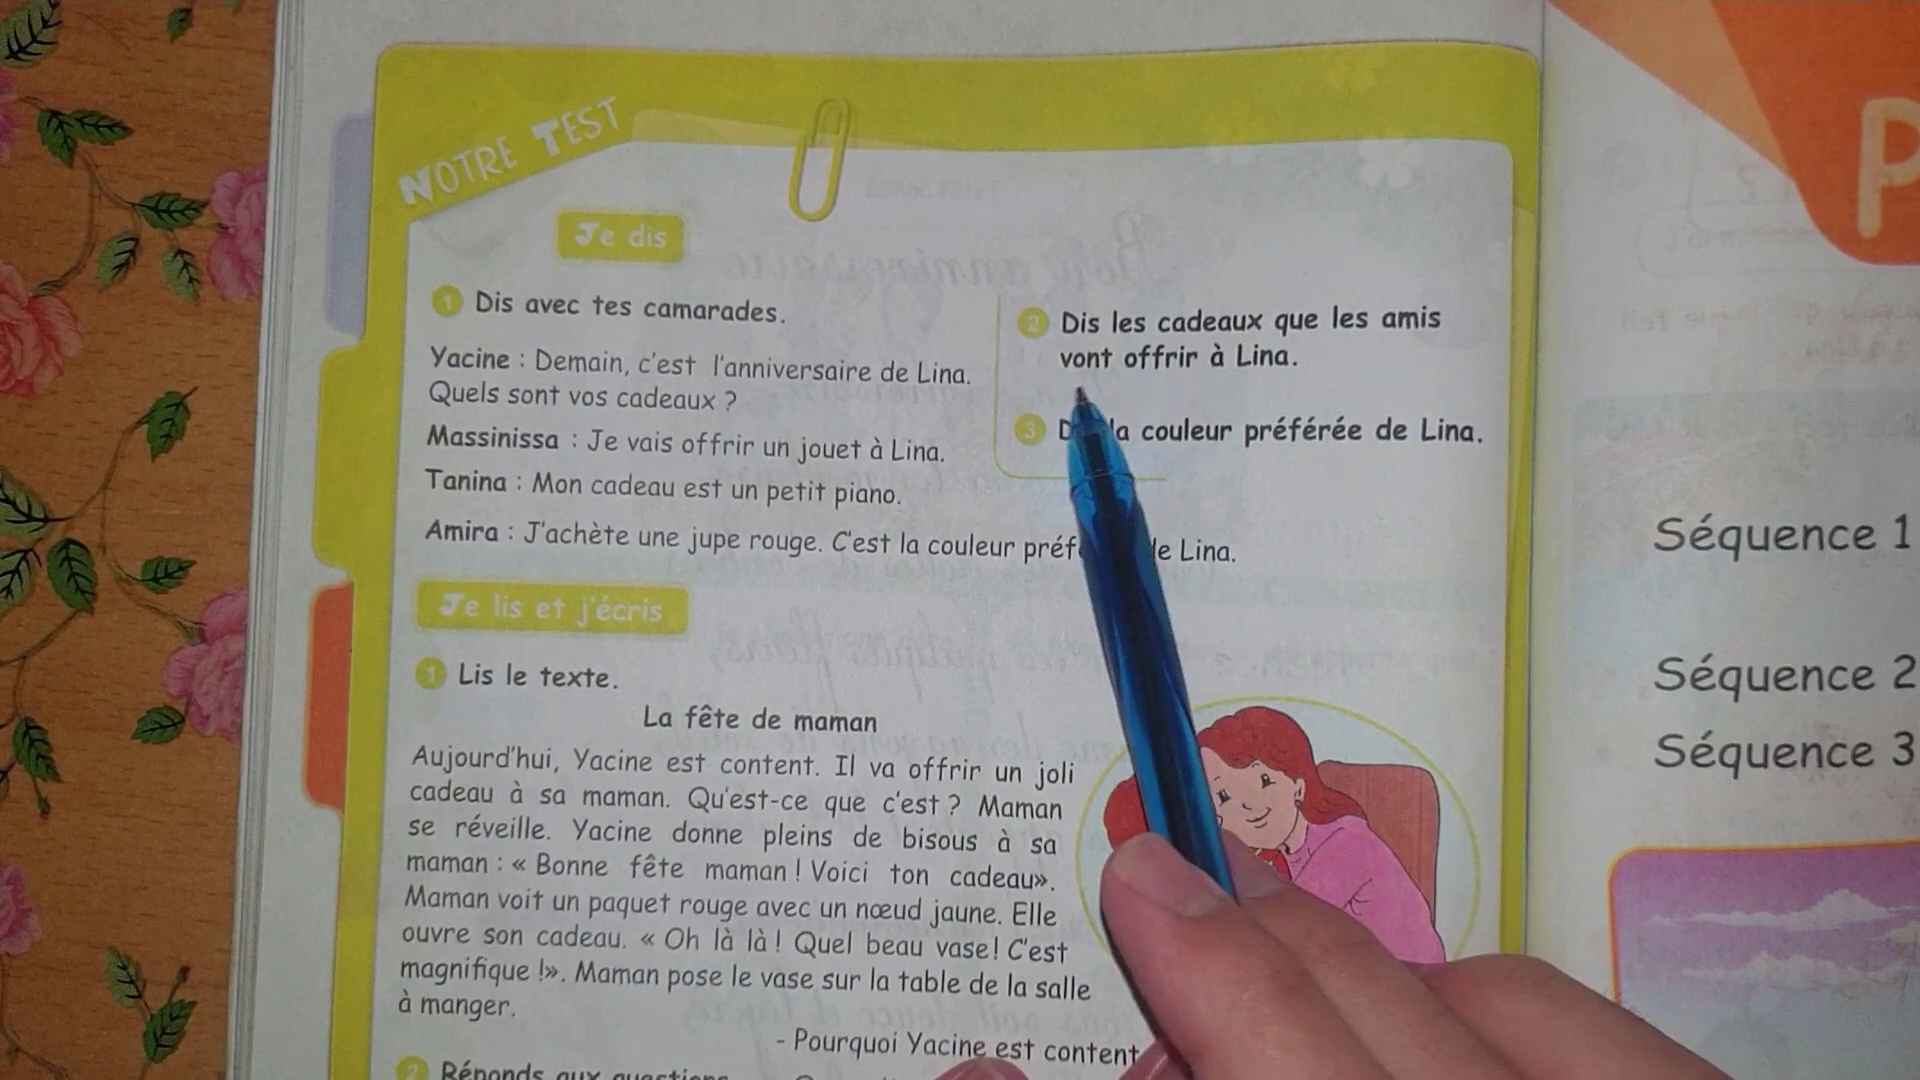 NOTRE TEST
Je dis
1 Dis avec tes camarades.
Yacine : Demain, c'est l'anniversaire de Lina.
Quels sont vos cadeaux ?
Massinissa : Je vais offrir un jouet à Lina.
Tanina : Mon cadeau est un petit piano.
Amira : J'achète une jupe rouge. C'est la couleur de Lina.
2 Dis les cadeaux que les amis
vont offrir à Lina.
3 la couleur préférée de Lina.
Je lis et j'écris
1 Lis le texte.
La fête de maman
Aujourd'hui, Yacine est content. Il va offrir un joli
cadeau à sa maman. Qu'est-ce que c'est ? Maman
se réveille. Yacine donne pleins de bisous à sa
maman : « Bonne fête maman ! Voici ton cadeau».
Maman voit un paquet rouge avec un nœud jaune. Elle
ouvre son cadeau. « Oh là là ! Quel beau vase! C'est
magnifique !». Maman pose le vase sur la table de la salle
à manger.
- Pourquoi Yacine est content
2 Réponds aux questions
P
Séquence 1
Séquence 2
Séquence 3